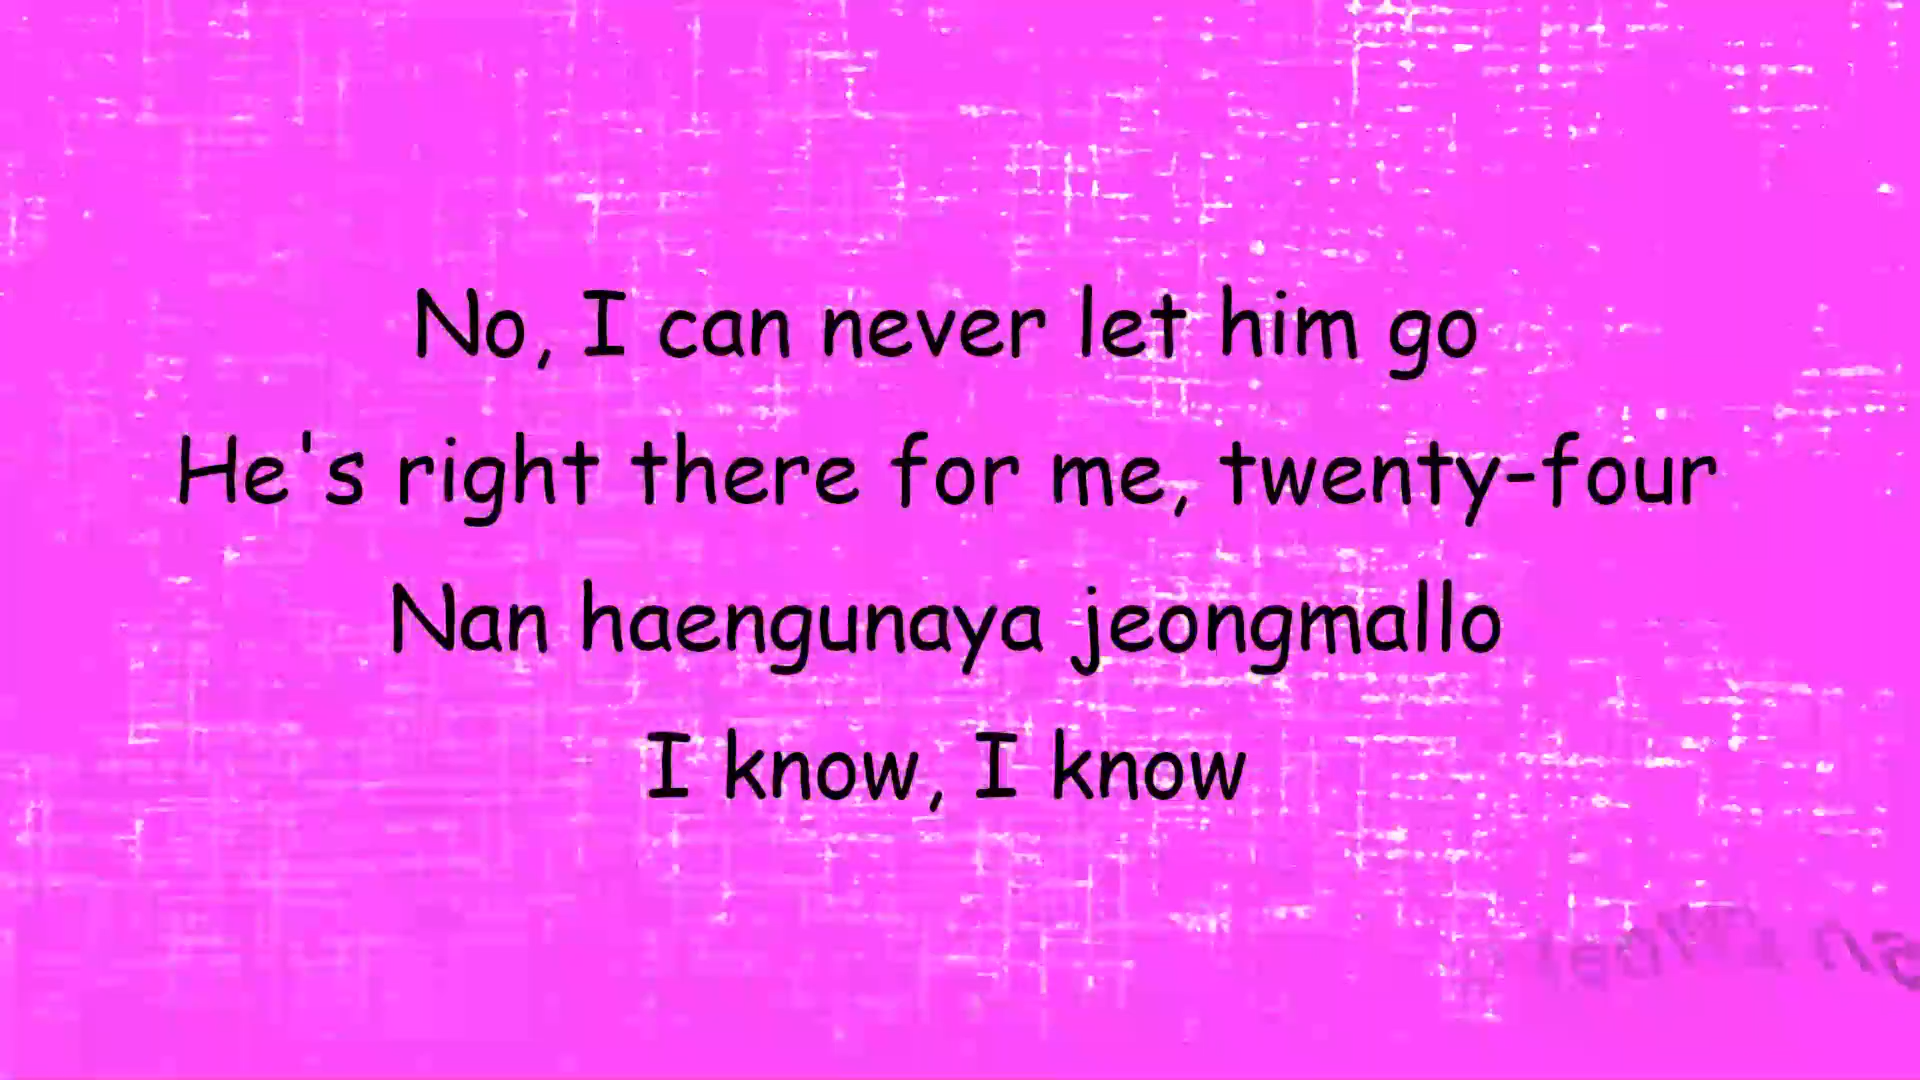 No, I can never let him go
He's right there for me, twenty-four
Nan haengunaya jeongmallo
I know, I know